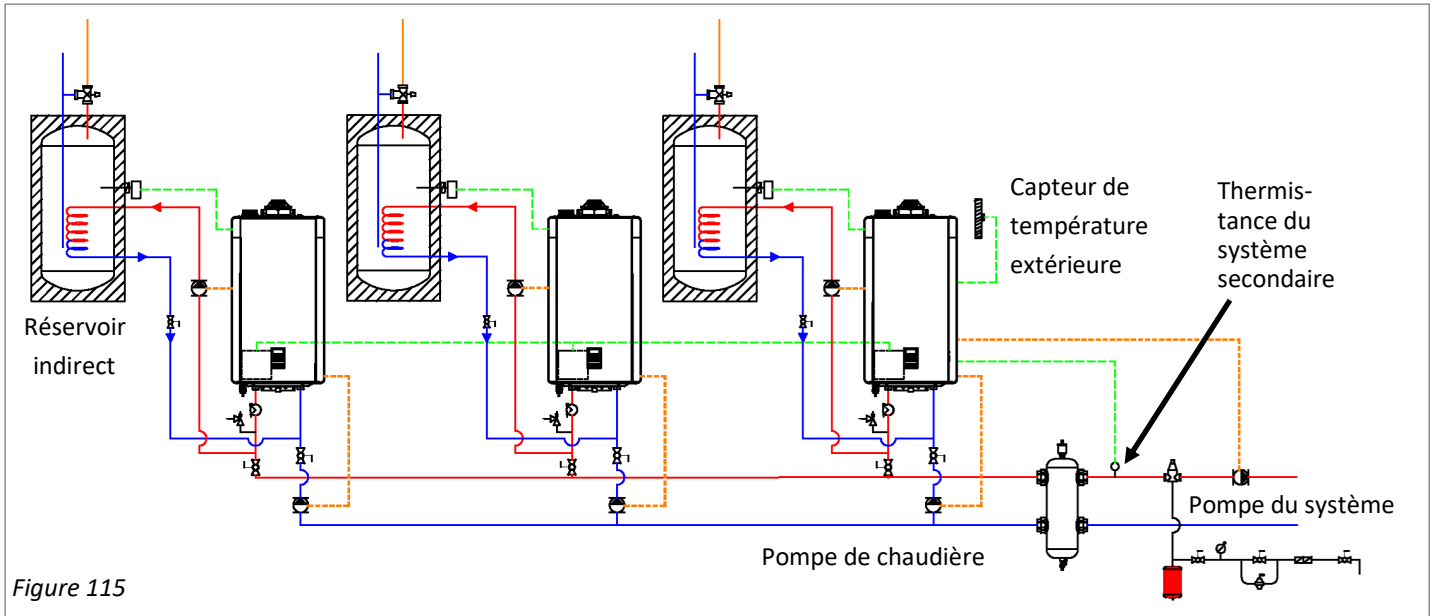 Réservoir
indirect
Capteur de
température
extérieure
Thermis-
tance du
système
secondaire
Pompe du système
Pompe de chaudière
Figure 115